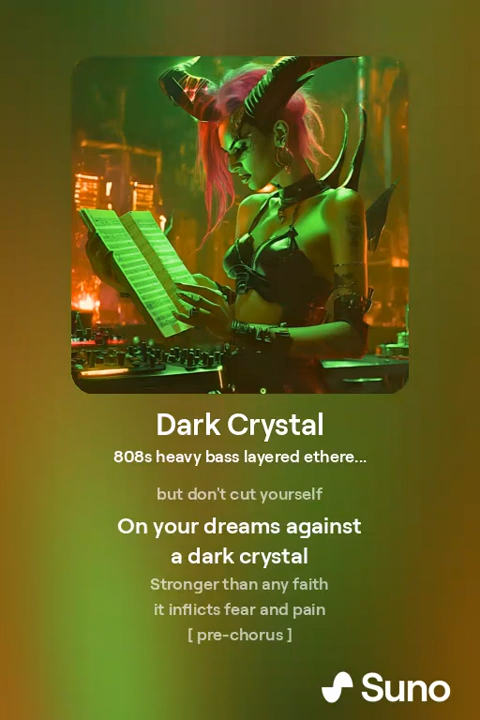 Dark Crystal
808s heavy bass layered ethere...
but don't cut yourself
On your dreams against
a dark crystal
Stronger than any faith
it inflicts fear and pain
[ pre-chorus ]
Suno